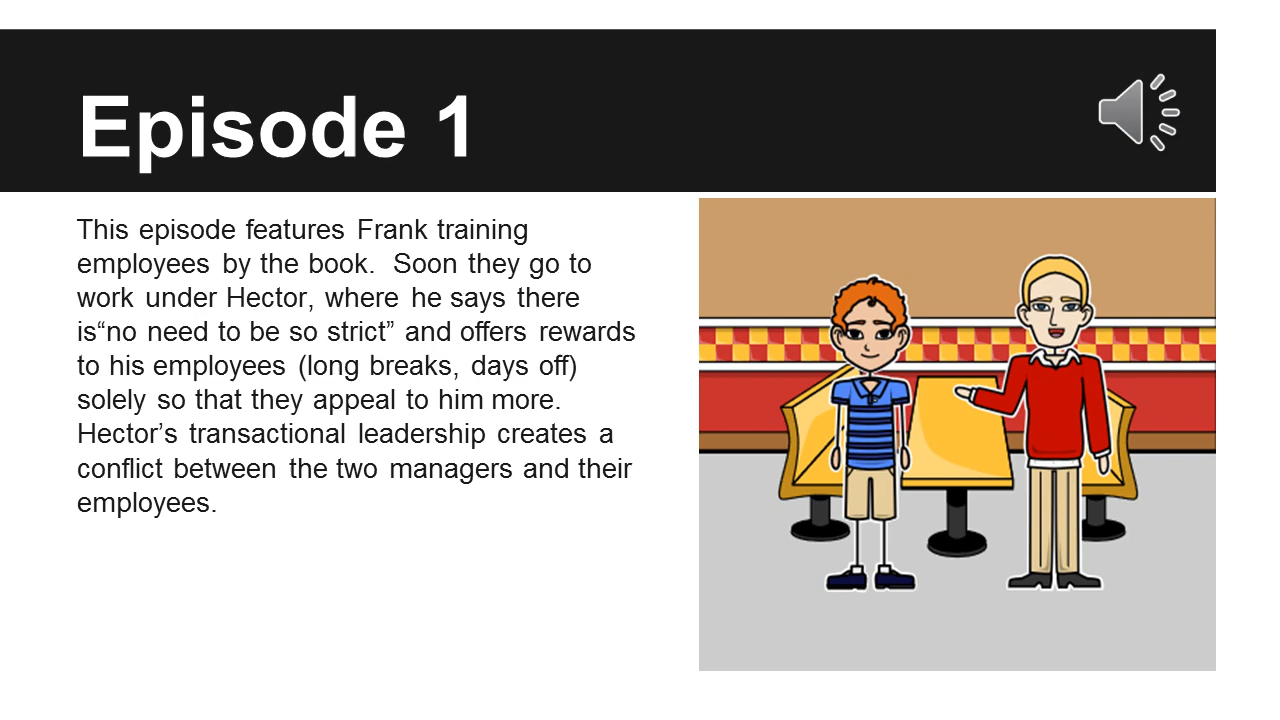 Episode 1
This episode features Frank training
employees by the book.  Soon they go to
work under Hector, where he says there
is“no need to be so strict” and offers rewards
to his employees (long breaks, days off)
solely so that they appeal to him more.
Hector’s transactional leadership creates a
conflict between the two managers and their
employees.